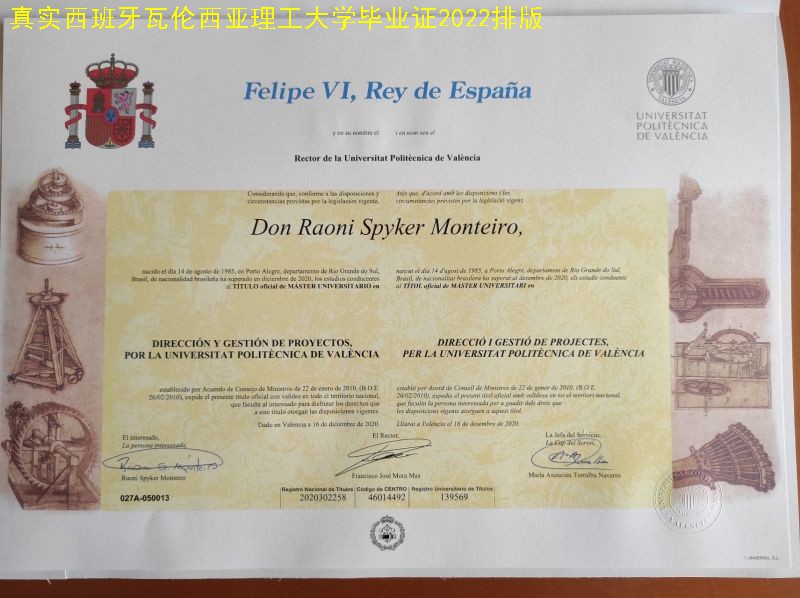 真实西班牙瓦伦西亚理工大学毕业证2022排版
Felipe VI, Rey de España
UNIVERSITAT
POLITÈCNICA
DE VALÈNCIA
y en su nombre el
i en nom seu el
Rector de la Universitat Politècnica de València
Considerando que, conforme a las disposiciones y
circunstancias previstas por la legislación vigente,
Atés que, d'acord amb les disposicions i les
circumstàncies previstes per la legislació vigent,
Don Raoni Spyker Monteiro,
nacido el día 14 de agosto de 1985, en Porto Alegre, departamento de Rio Grande do Sul,
Brasil, de nacionalidad brasileña ha superado en diciembre de 2020, los estudios conducentes
al TÍTULO oficial de MÁSTER UNIVERSITARIO en
nascut el dia 14 d'agost de 1985, a Porto Alegre, departament de Rio Grande do Sul,
Brasil, de nacionalitat brasilera ha superat al desembre de 2020, els estudis conduents
al TÍTOL oficial de MÀSTER UNIVERSITARI en
DIRECCIÓN Y GESTIÓN DE PROYECTOS,
POR LA UNIVERSITAT POLITÈCNICA DE VALÈNCIA
DIRECCIÓ I GESTIÓ DE PROJECTES,
PER LA UNIVERSITAT POLITÈCNICA DE VALÈNCIA
establecido por Acuerdo de Consejo de Ministros de 22 de enero de 2010, (B.O.E.
26/02/2010), expide el presente título oficial con validez en todo el territorio nacional,
que faculta al interesado para disfrutar los derechos que
a este título otorgan las disposiciones vigentes.
establit per Acord de Consell de Ministres de 22 de gener de 2010, (B.O.E.
26/02/2010), expedix el present títol oficial amb validesa en tot el territori nacional,
que faculta la persona interessada per a gaudir dels drets que
les disposicions vigents atorguen a aquest títol.
Dado en Valencia a 16 de diciembre de 2020.
Lliurat a València el 16 de desembre de 2020.
El interesado,
La persona interessada,
El Rector,
La Jefa del Servicio,
La Cap del Servei,
Raoni S. Monteiro
Raoni Spyker Monteiro
Francisco José Mora Mas
María Asunción Torralba Navarro
027A-050013
Registro Nacional de Títulos
2020302258
Código de CENTRO
46014492
Registro Universitario de Títulos
139569
I. UNIVERSAL, S.L.